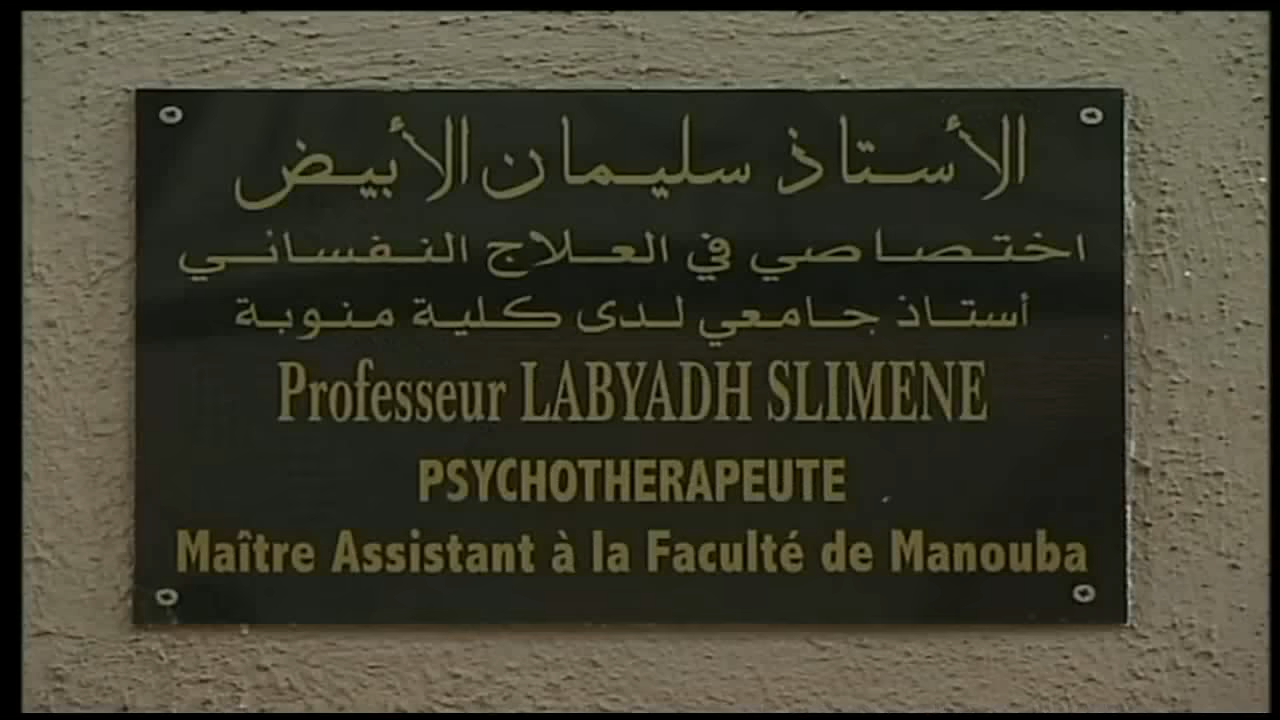 الأستاذ سليمان الأبيض
اختصاصي في العلاج النفساني
أستاذ جامعي لدى كلية منوبة
Professeur LABYADH SLIMENE
PSYCHOTHERAPEUTE
Maître Assistant à la Faculté de Manouba